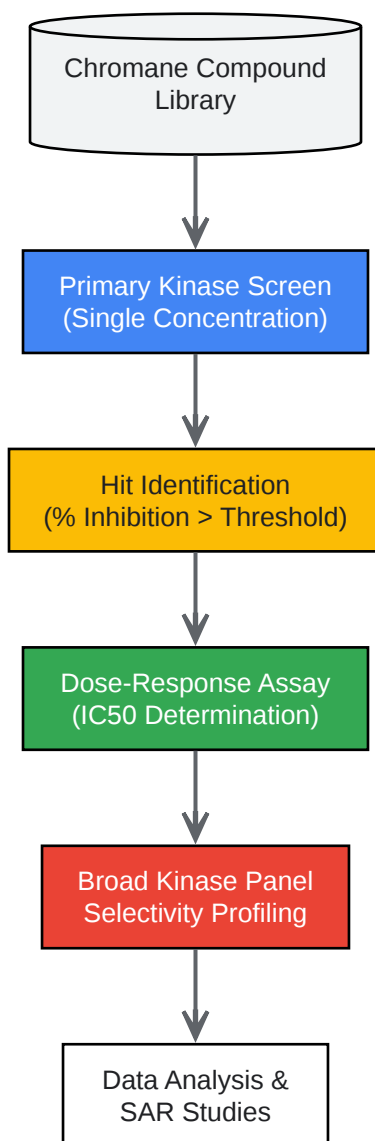 Chromane Compound
Library
Primary Kinase Screen
(Single Concentration)
Hit Identification
(% Inhibition > Threshold)
Dose-Response Assay
(IC50 Determination)
Broad Kinase Panel
Selectivity Profiling
Data Analysis &
SAR Studies